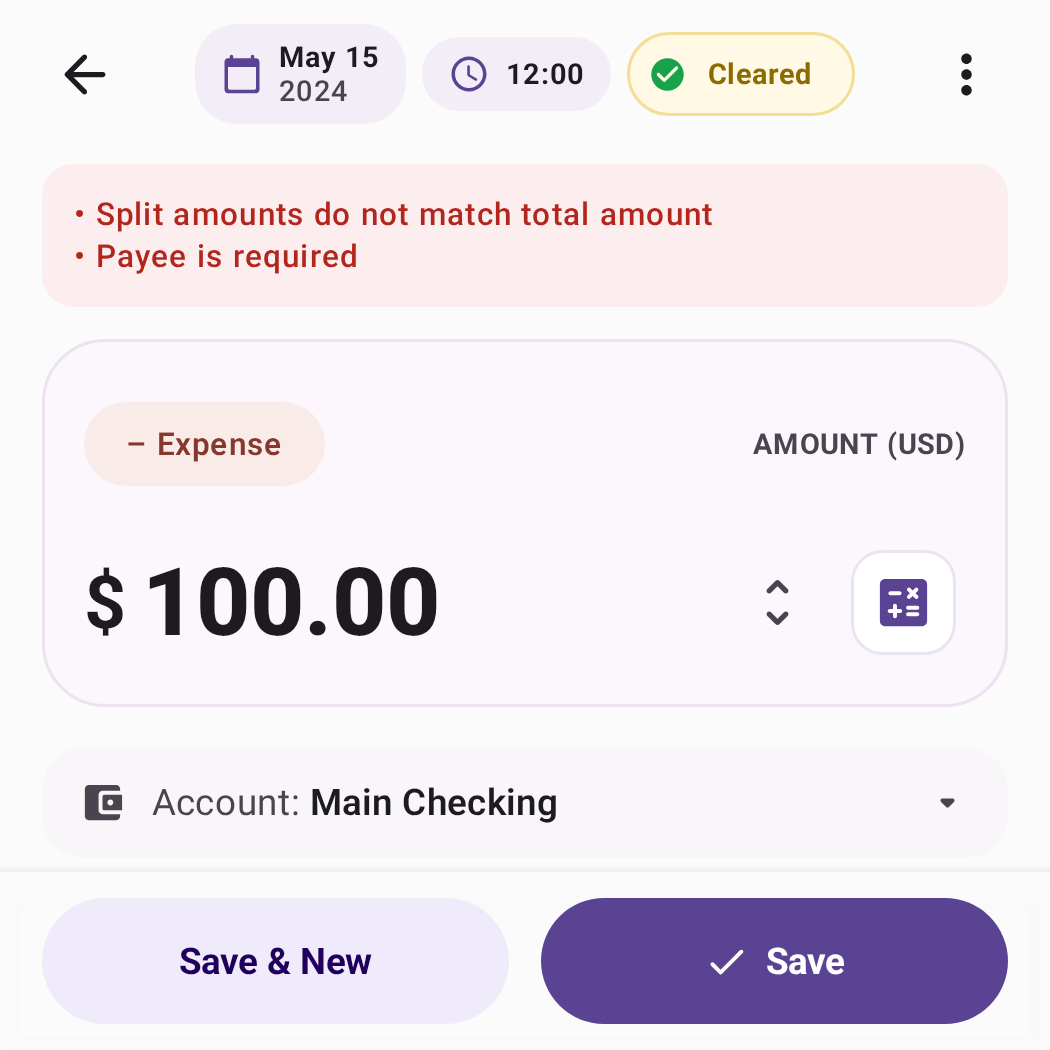 May 15
2024
12:00
Cleared
• Split amounts do not match total amount
• Payee is required
– Expense
AMOUNT (USD)
$ 100.00
Account: Main Checking
Save & New
Save